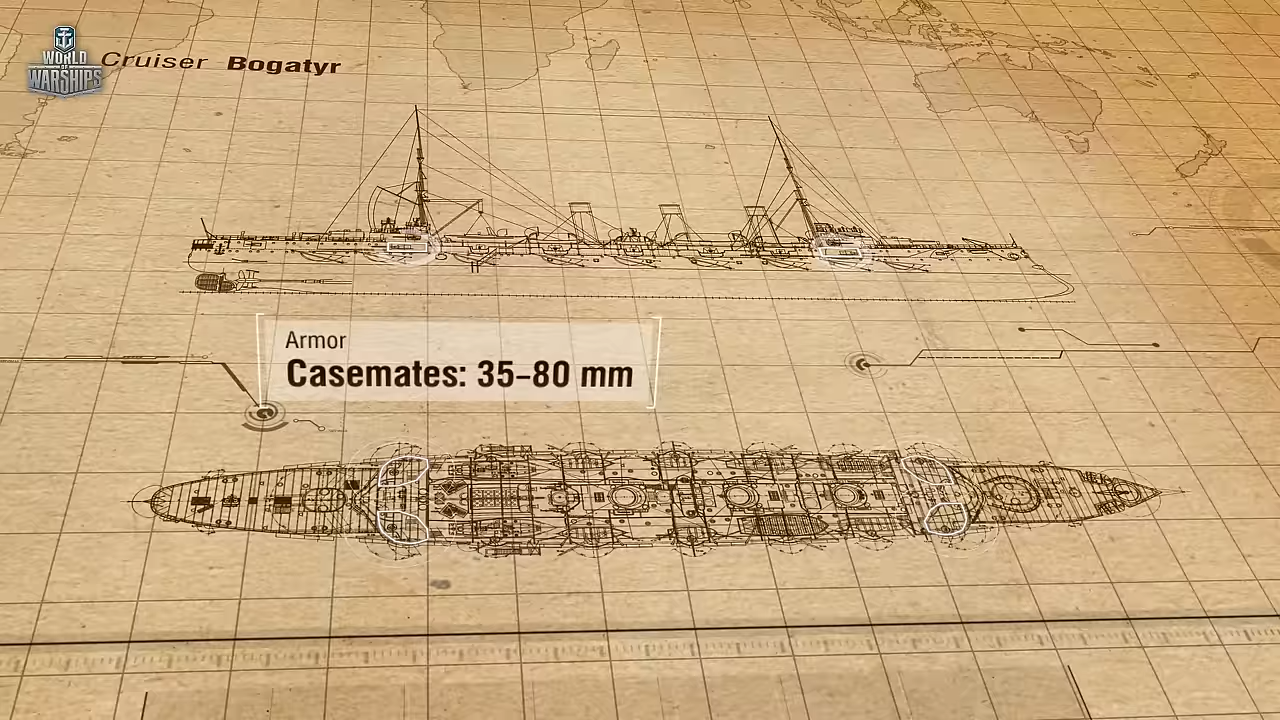 WORLD
OF
WARSHIPS
Cruiser Bogatyr
Armor
Casemates: 35-80 mm